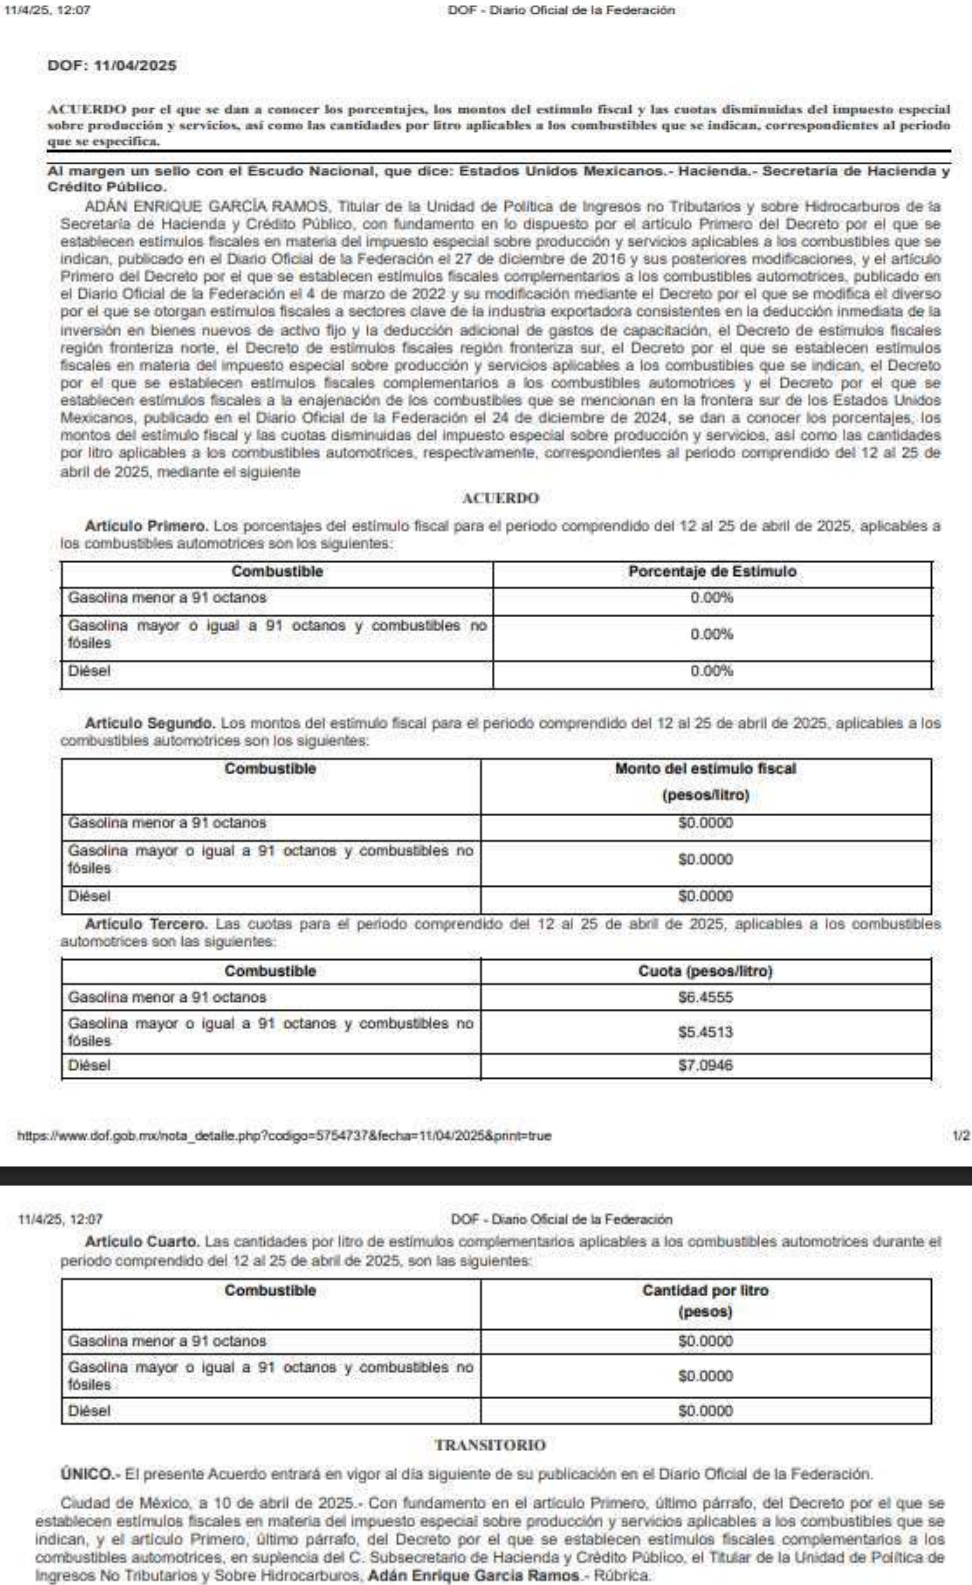 11/4/25, 12:07
DOF - Diario Oficial de la Federación
DOF: 11/04/2025
ACUERDO por el que se dan a conocer los porcentajes, los montos del estímulo fiscal y las cuotas disminuidas del impuesto especial
sobre producción y servicios, así como las cantidades por litro aplicables a los combustibles que se indican, correspondientes al periodo
que se especifica.
Al margen un sello con el Escudo Nacional, que dice: Estados Unidos Mexicanos.- Hacienda.- Secretaría de Hacienda y
Crédito Público.
ADÁN ENRIQUE GARCÍA RAMOS, Titular de la Unidad de Política de Ingresos no Tributarios y sobre Hidrocarburos de la
Secretaría de Hacienda y Crédito Público, con fundamento en lo dispuesto por el artículo Primero del Decreto por el que se
establecen estímulos fiscales en materia del impuesto especial sobre producción y servicios aplicables a los combustibles que se
indican, publicado en el Diario Oficial de la Federación el 27 de diciembre de 2016 y sus posteriores modificaciones, y el artículo
Primero del Decreto por el que se establecen estímulos fiscales complementarios a los combustibles automotrices, publicado en
el Diario Oficial de la Federación el 4 de marzo de 2022 y su modificación mediante el Decreto por el que se modifica el diverso
por el que se otorgan estímulos fiscales a sectores clave de la industria exportadora consistentes en la deducción inmediata de la
inversión en bienes nuevos de activo fijo y la deducción adicional de gastos de capacitación, el Decreto de estímulos fiscales
región fronteriza norte, el Decreto de estímulos fiscales región fronteriza sur, el Decreto por el que se establecen estímulos
fiscales en materia del impuesto especial sobre producción y servicios aplicables a los combustibles que se indican, el Decreto
por el que se establecen estímulos fiscales complementarios a los combustibles automotrices y el Decreto por el que se
establecen estímulos fiscales a la enajenación de los combustibles que se mencionan en la frontera sur de los Estados Unidos
Mexicanos, publicado en el Diario Oficial de la Federación el 24 de diciembre de 2024, se dan a conocer los porcentajes, los
montos del estímulo fiscal y las cuotas disminuidas del impuesto especial sobre producción y servicios, así como las cantidades
por litro aplicables a los combustibles automotrices, respectivamente, correspondientes al periodo comprendido del 12 al 25 de
abril de 2025, mediante el siguiente
ACUERDO
Artículo Primero. Los porcentajes del estímulo fiscal para el periodo comprendido del 12 al 25 de abril de 2025, aplicables a
los combustibles automotrices son los siguientes:
Combustible Porcentaje de Estímulo
Gasolina menor a 91 octanos 0.00%
Gasolina mayor o igual a 91 octanos y combustibles no
fósiles 0.00%
Diésel 0.00%
Artículo Segundo. Los montos del estímulo fiscal para el periodo comprendido del 12 al 25 de abril de 2025, aplicables a los
combustibles automotrices son los siguientes:
Combustible Monto del estímulo fiscal
(pesos/litro)
Gasolina menor a 91 octanos $0.0000
Gasolina mayor o igual a 91 octanos y combustibles no
fósiles $0.0000
Diésel $0.0000
Artículo Tercero. Las cuotas para el periodo comprendido del 12 al 25 de abril de 2025, aplicables a los combustibles
automotrices son las siguientes:
Combustible Cuota (pesos/litro)
Gasolina menor a 91 octanos $6.4555
Gasolina mayor o igual a 91 octanos y combustibles no
fósiles $5.4513
Diésel $7.0946
https://www.dof.gob.mx/nota_detalle.php?codigo=5754737&fecha=11/04/2025&print=true 1/2
11/4/25, 12:07
DOF - Diario Oficial de la Federación
Artículo Cuarto. Las cantidades por litro de estímulos complementarios aplicables a los combustibles automotrices durante el
periodo comprendido del 12 al 25 de abril de 2025, son las siguientes:
Combustible Cantidad por litro
(pesos)
Gasolina menor a 91 octanos $0.0000
Gasolina mayor o igual a 91 octanos y combustibles no
fósiles $0.0000
Diésel $0.0000
TRANSITORIO
ÚNICO.- El presente Acuerdo entrará en vigor al día siguiente de su publicación en el Diario Oficial de la Federación.
Ciudad de México, a 10 de abril de 2025.- Con fundamento en el artículo Primero, último párrafo, del Decreto por el que se
establecen estímulos fiscales en materia del impuesto especial sobre producción y servicios aplicables a los combustibles que se
indican, y el artículo Primero, último párrafo, del Decreto por el que se establecen estímulos fiscales complementarios a los
combustibles automotrices, en suplencia del C. Subsecretario de Hacienda y Crédito Público, el Titular de la Unidad de Política de
Ingresos No Tributarios y Sobre Hidrocarburos, Adán Enrique García Ramos.- Rúbrica.